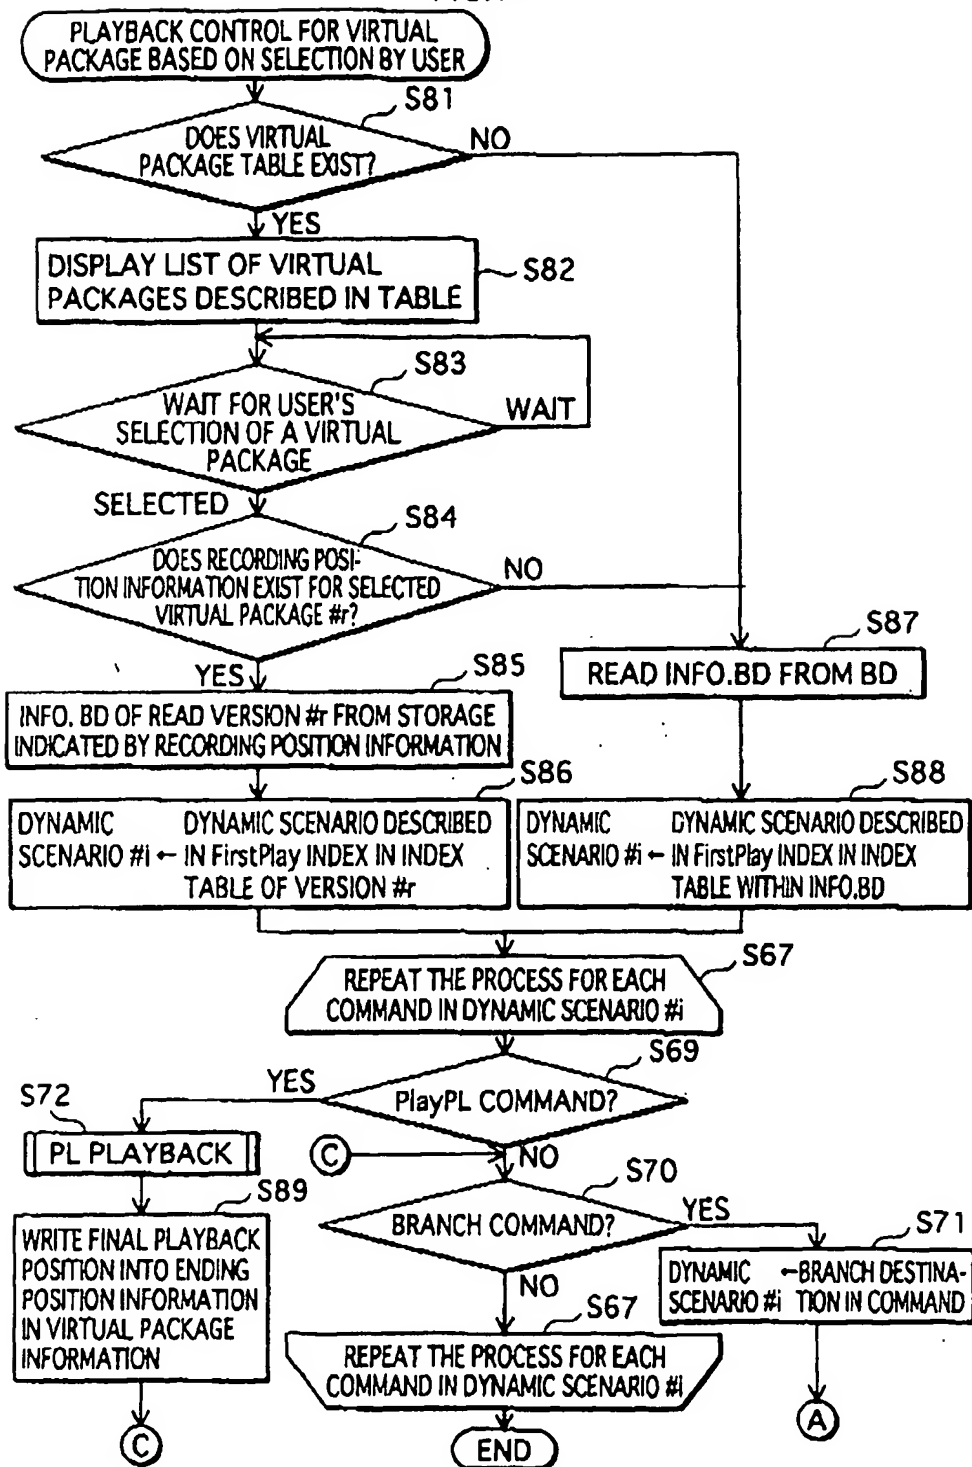 PLAYBACK CONTROL FOR VIRTUAL
PACKAGE BASED ON SELECTION BY USER
S81
DOES VIRTUAL
PACKAGE TABLE EXIST?
NO
YES
DISPLAY LIST OF VIRTUAL
PACKAGES DESCRIBED IN TABLE
S82
S83
WAIT FOR USER'S
SELECTION OF A VIRTUAL
PACKAGE
WAIT
SELECTED
S84
DOES RECORDING POSI-
TION INFORMATION EXIST FOR SELECTED
VIRTUAL PACKAGE #r?
NO
YES
S85
INFO. BD OF READ VERSION #r FROM STORAGE
INDICATED BY RECORDING POSITION INFORMATION
S87
READ INFO.BD FROM BD
S86
DYNAMIC DYNAMIC SCENARIO DESCRIBED
SCENARIO #i ← IN FirstPlay INDEX IN INDEX
TABLE OF VERSION #r
S88
DYNAMIC DYNAMIC SCENARIO DESCRIBED
SCENARIO #i ← IN FirstPlay INDEX IN INDEX
TABLE WITHIN INFO.BD
S67
REPEAT THE PROCESS FOR EACH
COMMAND IN DYNAMIC SCENARIO #i
S69
PlayPL COMMAND?
YES
S72
PL PLAYBACK
C
NO
S89
WRITE FINAL PLAYBACK
POSITION INTO ENDING
POSITION INFORMATION
IN VIRTUAL PACKAGE
INFORMATION
C
S70
BRANCH COMMAND?
YES
S71
DYNAMIC ←BRANCH DESTINA-
SCENARIO #i TION IN COMMAND
A
NO
S67
REPEAT THE PROCESS FOR EACH
COMMAND IN DYNAMIC SCENARIO #i
END